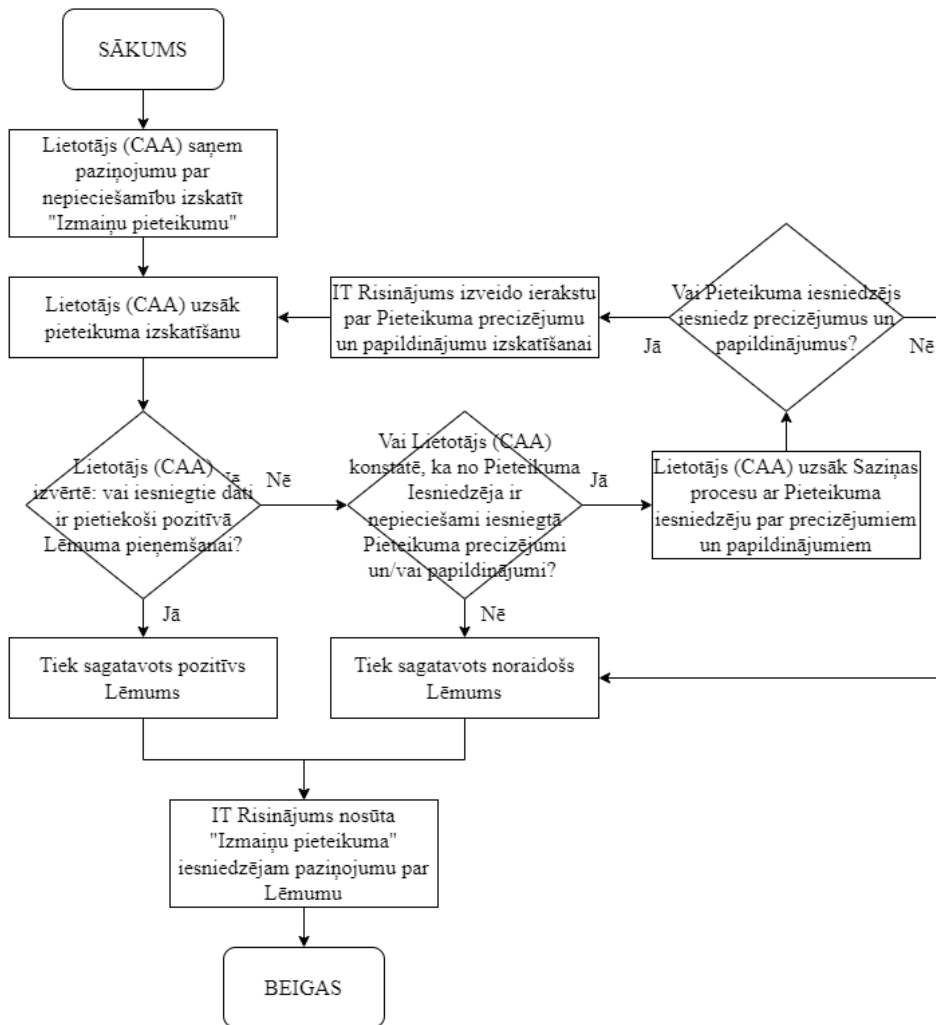 SĀKUMS
Lietotājs (CAA) saņem
paziņojumu par
nepieciešamību izskatīt
"Izmaiņu pieteikumu"
Lietotājs (CAA) uzsāk
pieteikuma izskatīšanu
IT Risinājums izveido ierakstu
par Pieteikuma precizējumu
un papildinājumu izskatīšanai
Vai Pieteikuma iesniedzējs
iesniedz precizējumus un
papildinājumus?
Jā
Nē
Lietotājs (CAA)
izvērtē: vai iesniegtie dati
ir pietiekoši pozitīvā
Lēmuma pieņemšanai?
Nē
Vai Lietotājs (CAA)
konstatē, ka no Pieteikuma
Iesniedzēja ir
nepieciešami iesniegtā
Pieteikuma precizējumi
un/vai papildinājumi?
Jā
Lietotājs (CAA) uzsāk Saziņas
procesu ar Pieteikuma
iesniedzēju par precizējumiem
un papildinājumiem
Jā
Nē
Tiek sagatavots pozitīvs
Lēmums
Tiek sagatavots noraidošs
Lēmums
IT Risinājums nosūta
"Izmaiņu pieteikuma"
iesniedzējam paziņojumu par
Lēmumu
BEIGAS